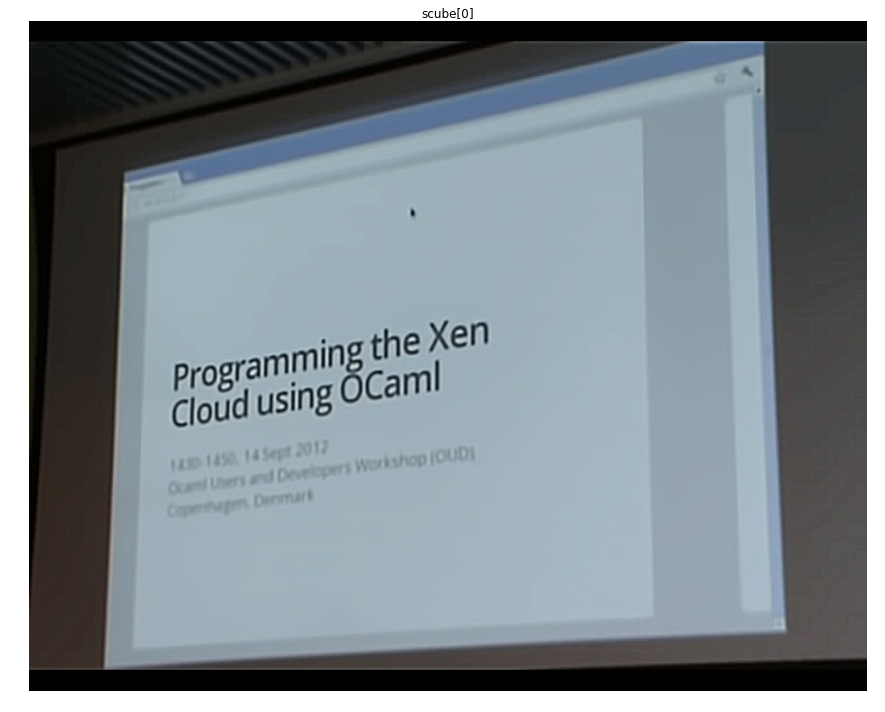 scube[0]
Programming the Xen
Cloud using OCaml
1430-1450, 14 Sept 2012
Ocaml Users and Developers Workshop (OUD)
Copenhagen, Denmark